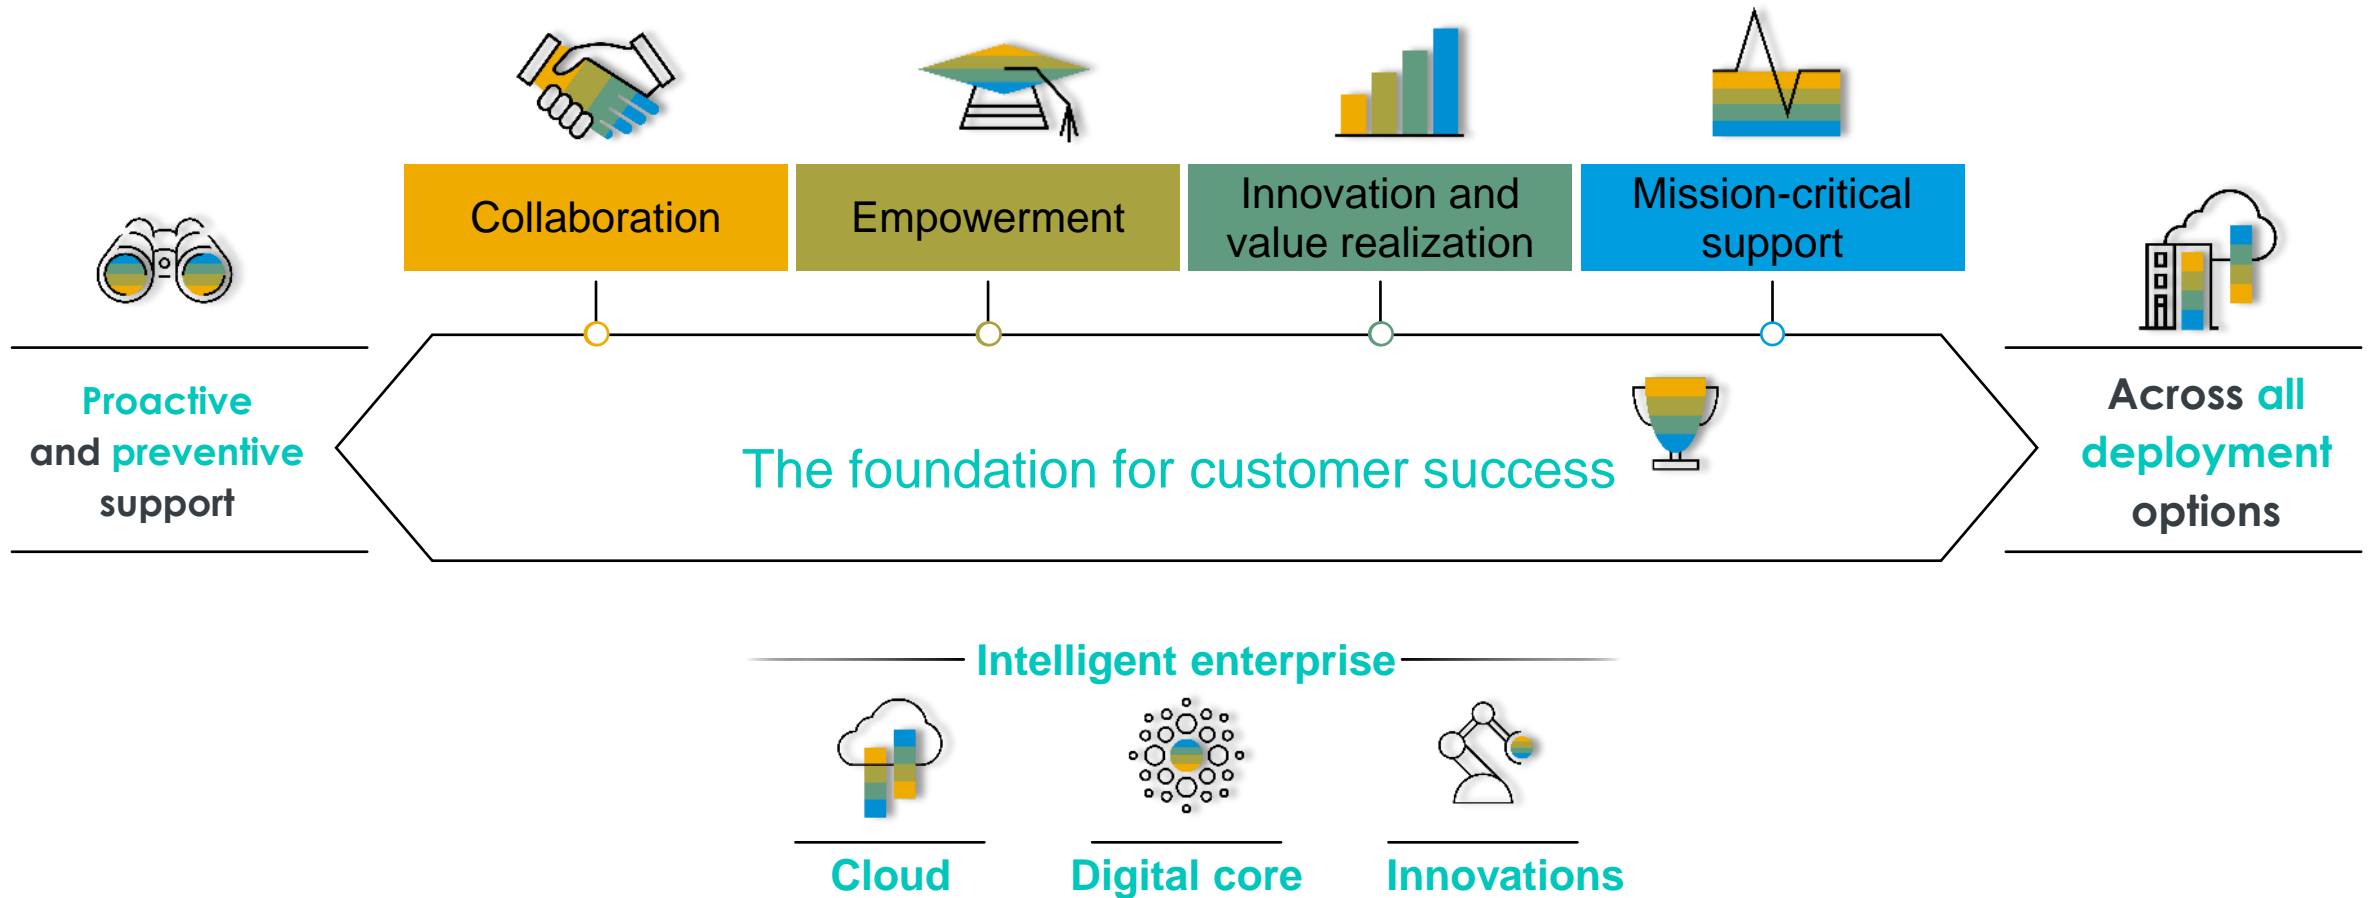 Collaboration
Empowerment
Innovation and
value realization
Mission-critical
support
Proactive
and preventive
support
The foundation for customer success
Across all
deployment
options
Intelligent enterprise
Cloud
Digital core
Innovations